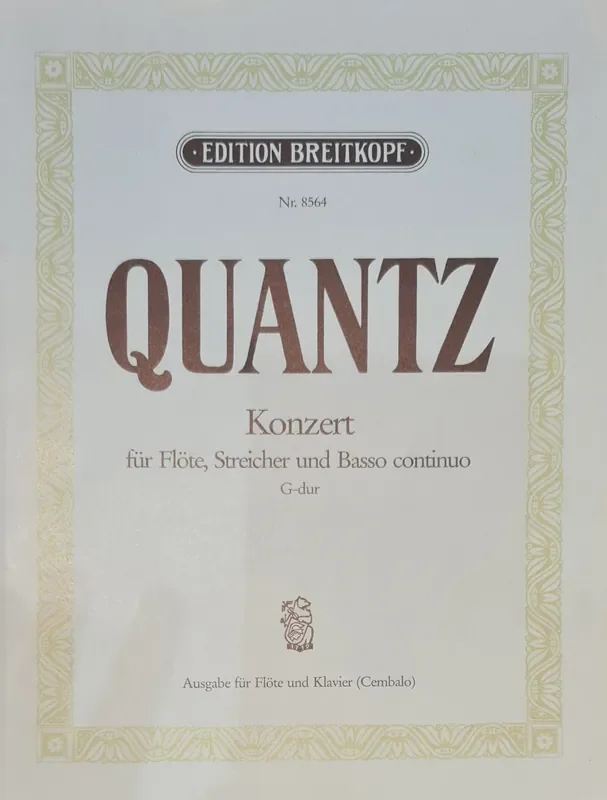 · EDITION BREITKOPF ·
Nr. 8564
QUANTZ
Konzert
für Flöte, Streicher und Basso continuo
G-dur
1719
Ausgabe für Flöte und Klavier (Cembalo)